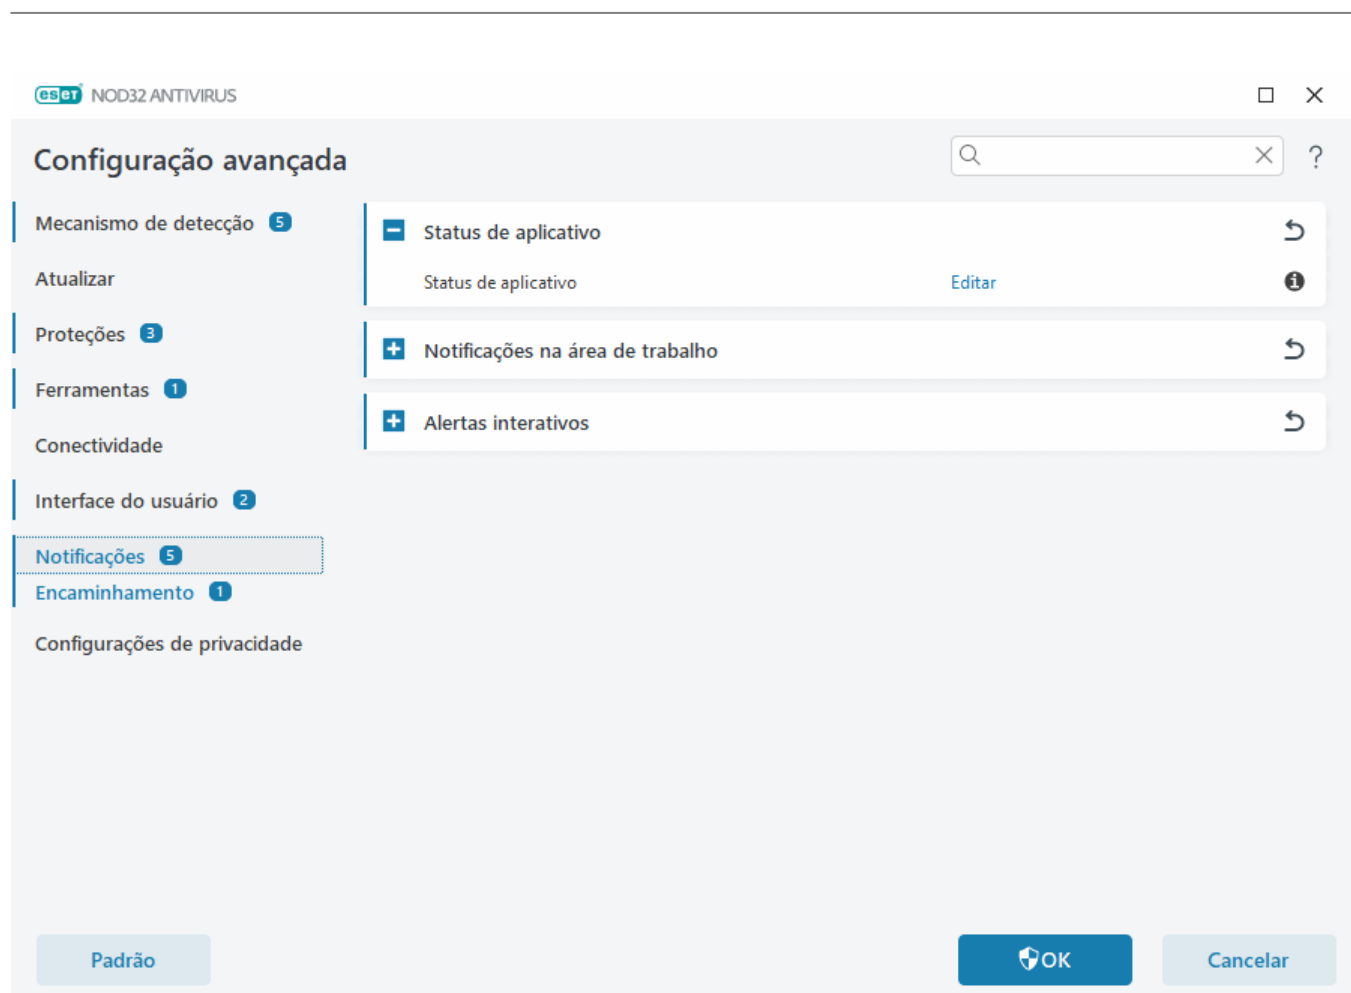 eset NOD32 ANTIVIRUS
Configuração avançada
?
Mecanismo de detecção 5
Atualizar
Proteções 3
Ferramentas 1
Conectividade
Interface do usuário 2
Notificações 5
Encaminhamento 1
Configurações de privacidade
Status de aplicativo
Status de aplicativo Editar
Notificações na área de trabalho
Alertas interativos
Padrão
OK
Cancelar